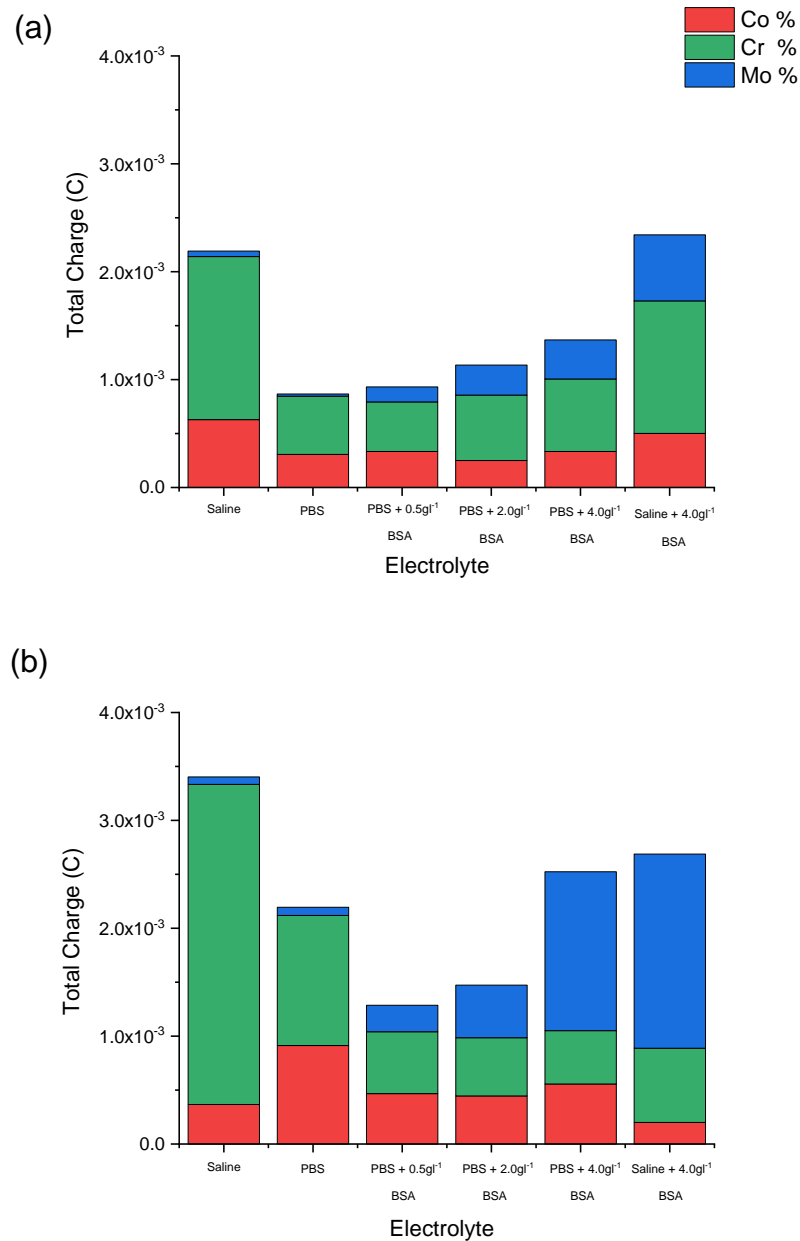 (a)
Co %
Cr %
Mo %
4.0x10⁻³
3.0x10⁻³
2.0x10⁻³
1.0x10⁻³
0.0
Total Charge (C)
Saline
PBS
PBS + 0.5gl⁻¹
BSA
PBS + 2.0gl⁻¹
BSA
PBS + 4.0gl⁻¹
BSA
Saline + 4.0gl⁻¹
BSA
Electrolyte
(b)
4.0x10⁻³
3.0x10⁻³
2.0x10⁻³
1.0x10⁻³
0.0
Total Charge (C)
Saline
PBS
PBS + 0.5gl⁻¹
BSA
PBS + 2.0gl⁻¹
BSA
PBS + 4.0gl⁻¹
BSA
Saline + 4.0gl⁻¹
BSA
Electrolyte